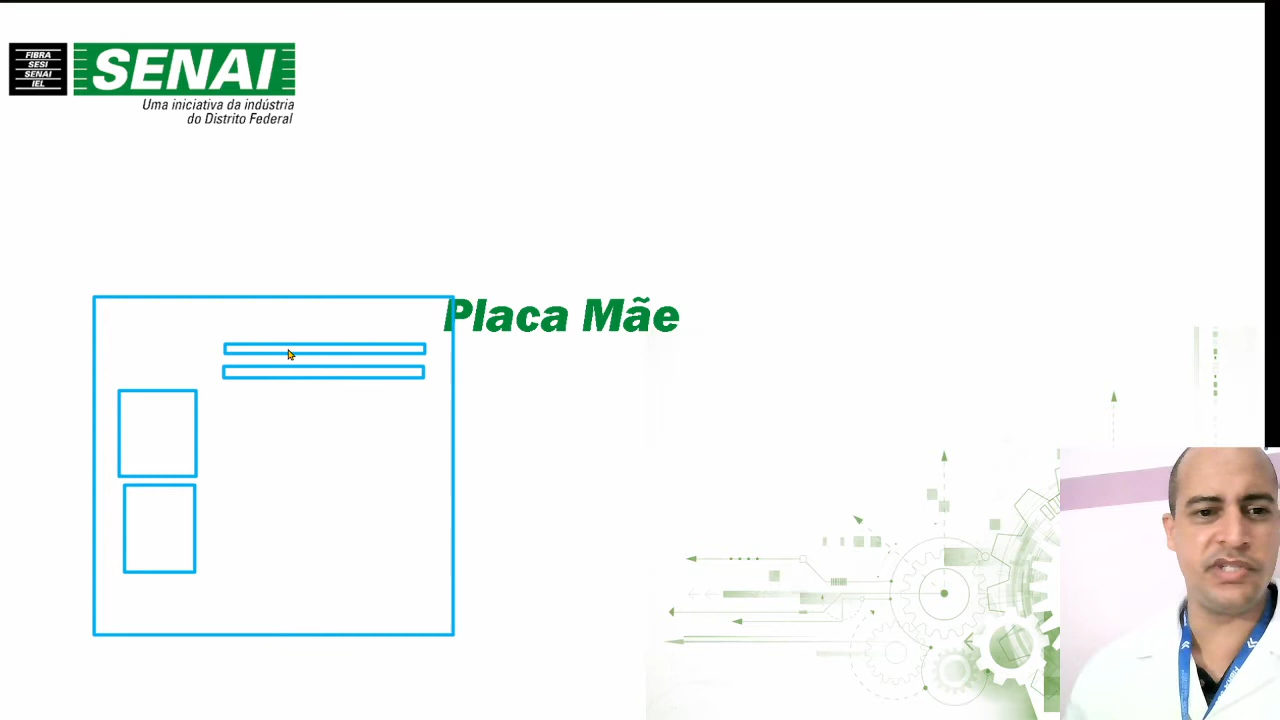 FIBRA
SESI
SENAI
IEL
SENAI
Uma iniciativa da indústria
do Distrito Federal
Placa Mãe